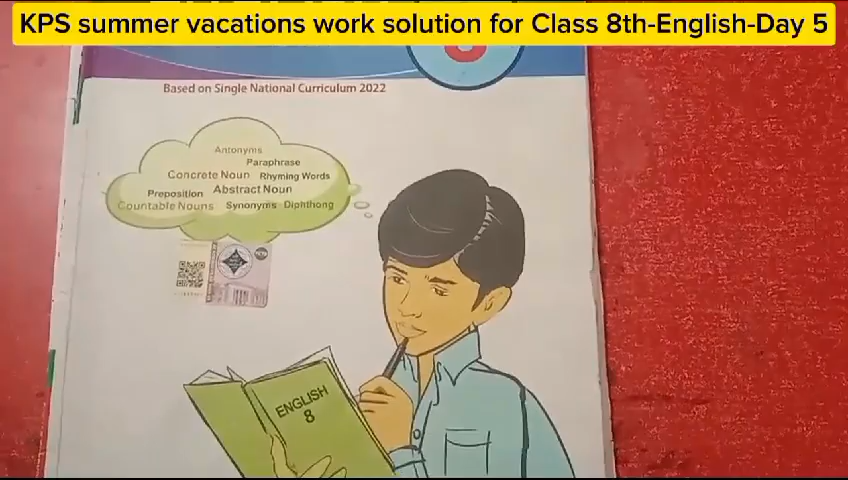 KPS summer vacations work solution for Class 8th-English-Day 5
Based on Single National Curriculum 2022
Antonyms
Paraphrase
Concrete Noun Rhyming Words
Preposition Abstract Noun
Countable Nouns Synonyms Diphthong
ENGLISH
8